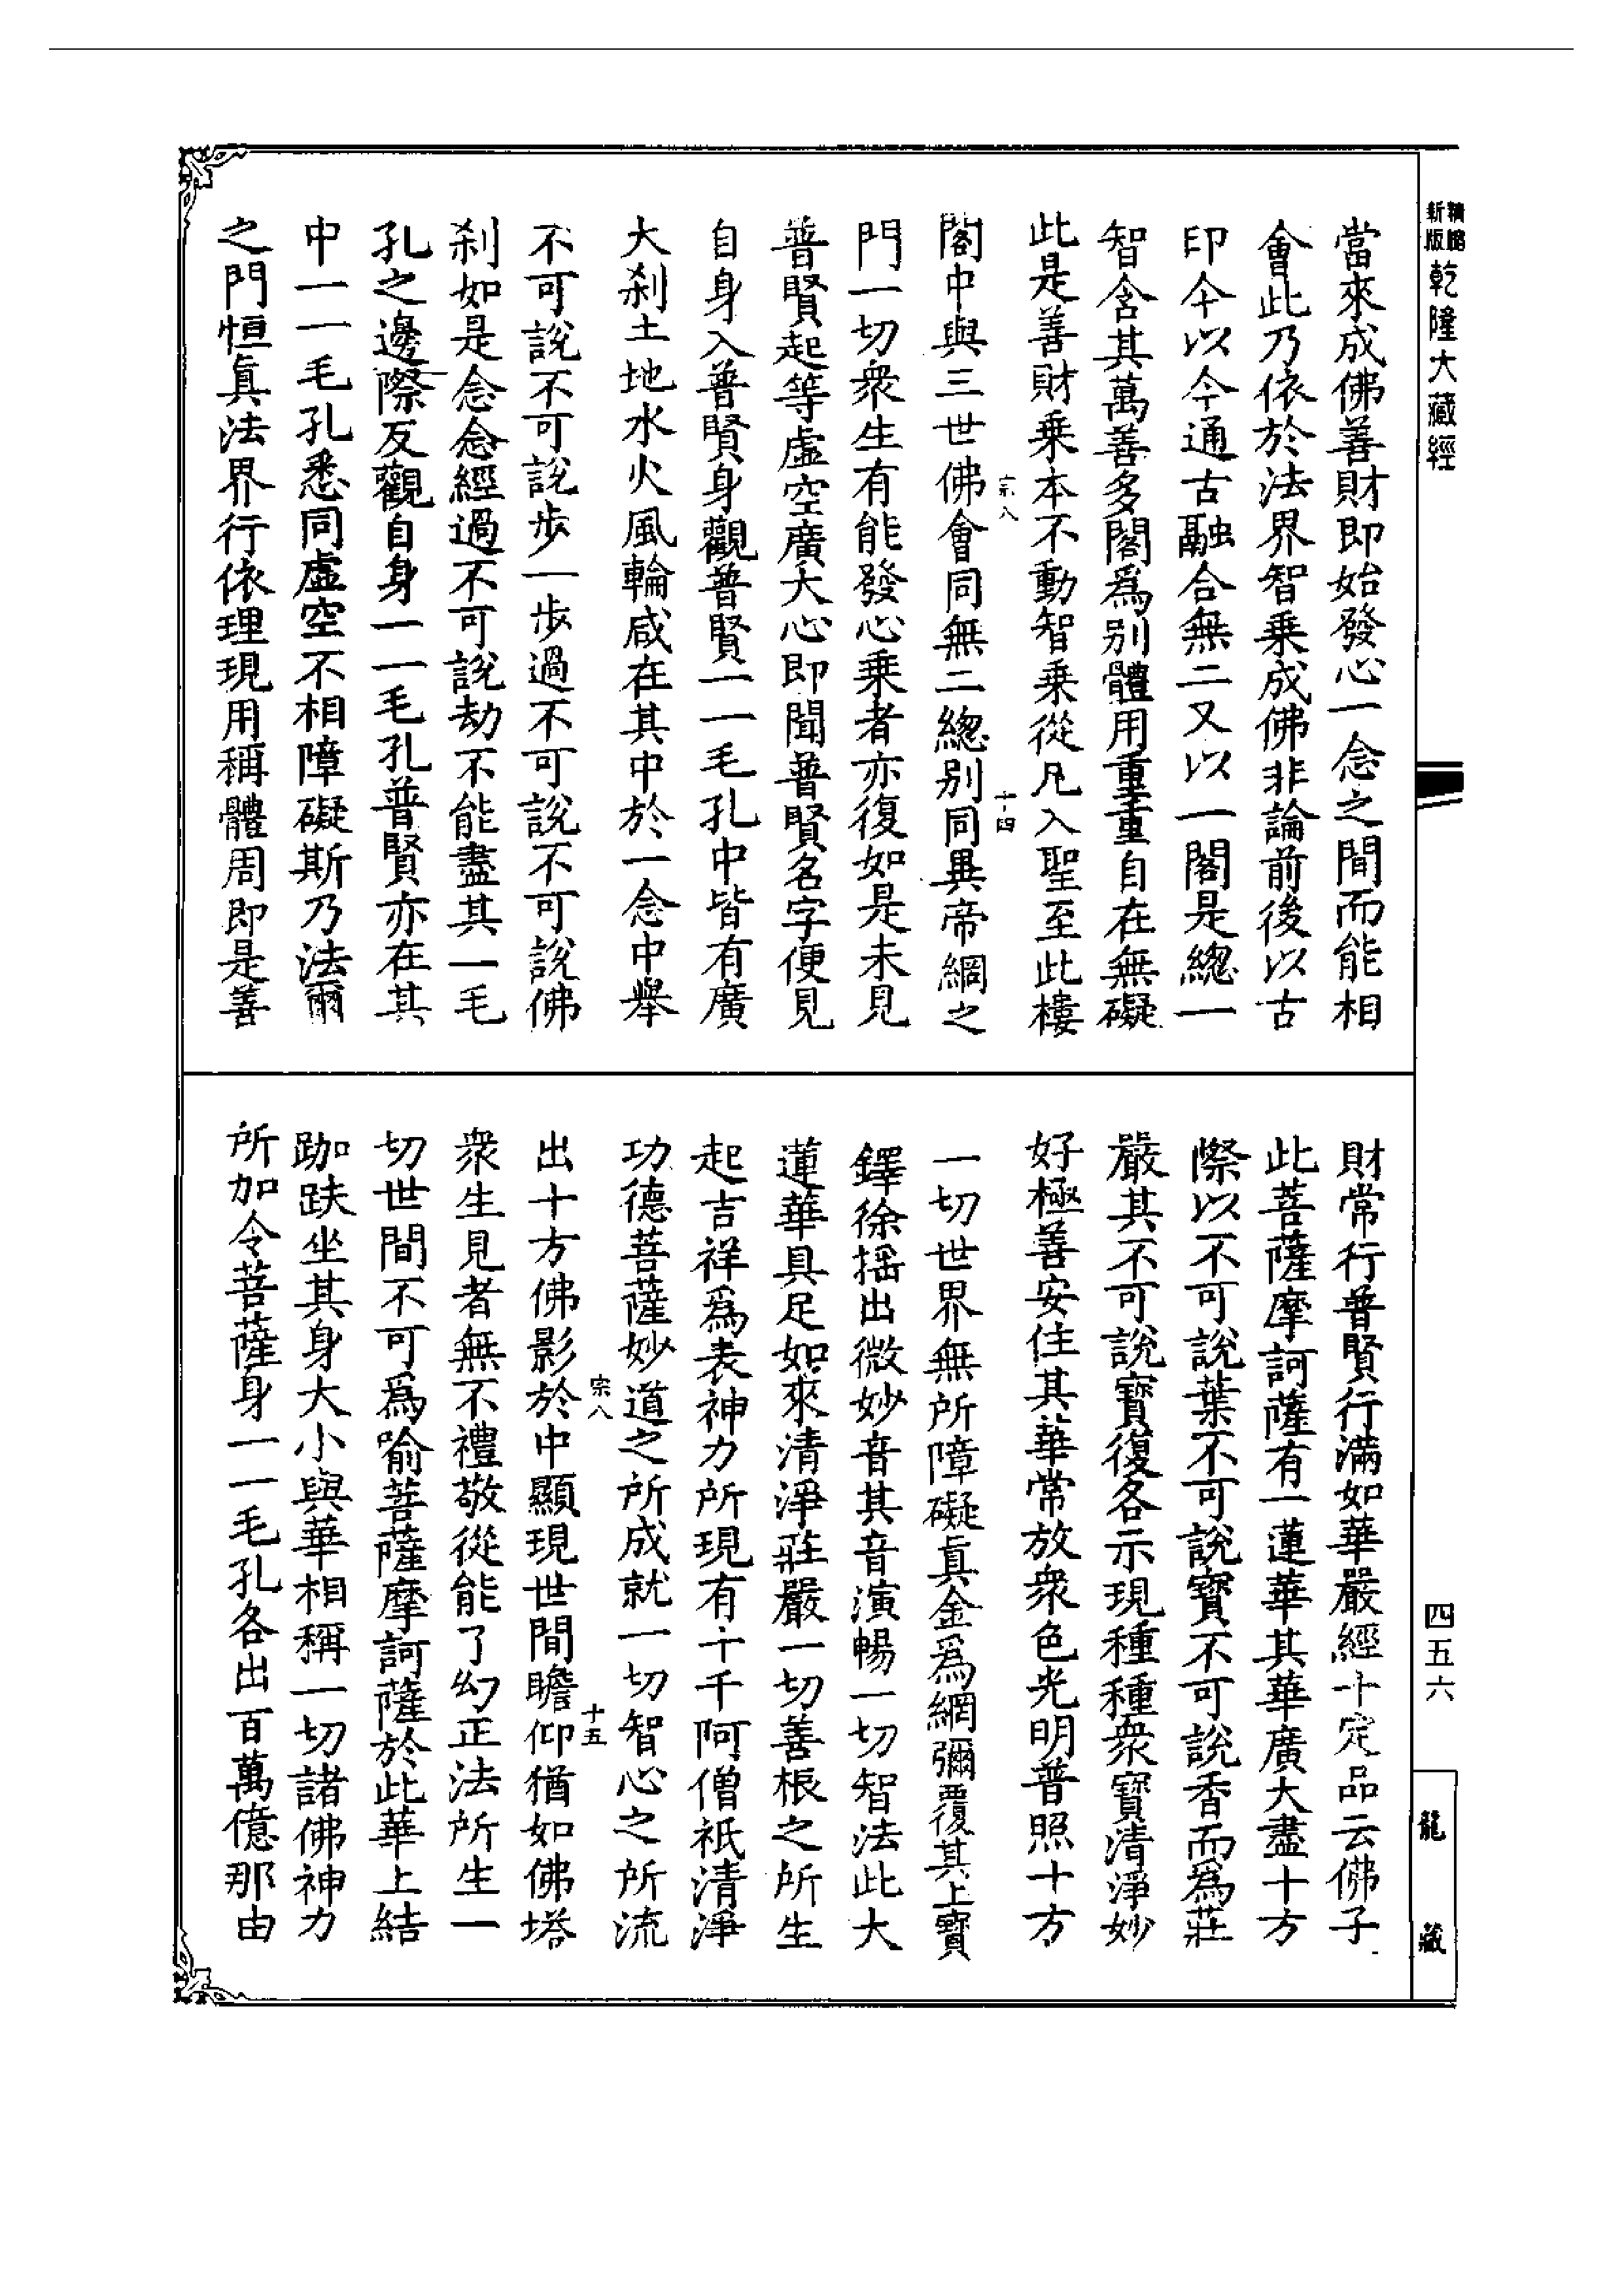 精縮新版乾隆大藏經
當來成佛善財即始發心一念之間而能相
會此乃依於法界智乗成佛非論前後以古
印今以今通古融合無二又以一閣是總一
智含其萬善多閣爲别體用重重自在無礙
此是善財乗本不動智乗從凡入聖至此樓
宗八
十四
閣中與三世佛會同無二總别同異帝網之
門一切衆生有能發心乗者亦復如是未見
普賢起等虛空廣大心即聞普賢名字便見
自身入普賢身觀普賢一一毛孔中皆有廣
大刹土地水火風輪咸在其中於一念中舉
不可說不可說步一步過不可說不可說佛
刹如是念念經過不可說劫不能盡其一毛
孔之邊際反觀自身一一毛孔普賢亦在其
中一一毛孔悉同虛空不相障礙斯乃法爾
之門恒眞法界行依理現用稱體周即是善
財常行普賢行滿如華嚴經十定品云佛子
此菩薩摩訶薩有一蓮華其華廣大盡十方
際以不可說葉不可說寶不可說香而爲莊
嚴其不可說寶復各示現種種衆寶清淨妙
好極善安住其華常放衆色光明普照十方
一切世界無所障礙眞金爲網彌覆其上寶
鐸徐揺出微妙音其音演暢一切智法此大
蓮華具足如來清淨莊嚴一切善根之所生
起吉祥爲表神力所現有十千阿僧祇清淨
功德菩薩妙道之所成就一切智心之所流
宗八
十五
出十方佛影於中顯現世間瞻仰猶如佛塔
衆生見者無不禮敬從能了幻正法所生一
切世間不可爲喻菩薩摩訶薩於此華上結
跏趺坐其身大小與華相稱一切諸佛神力
所加令菩薩身一一毛孔各出百萬億那由
四五六
龍藏